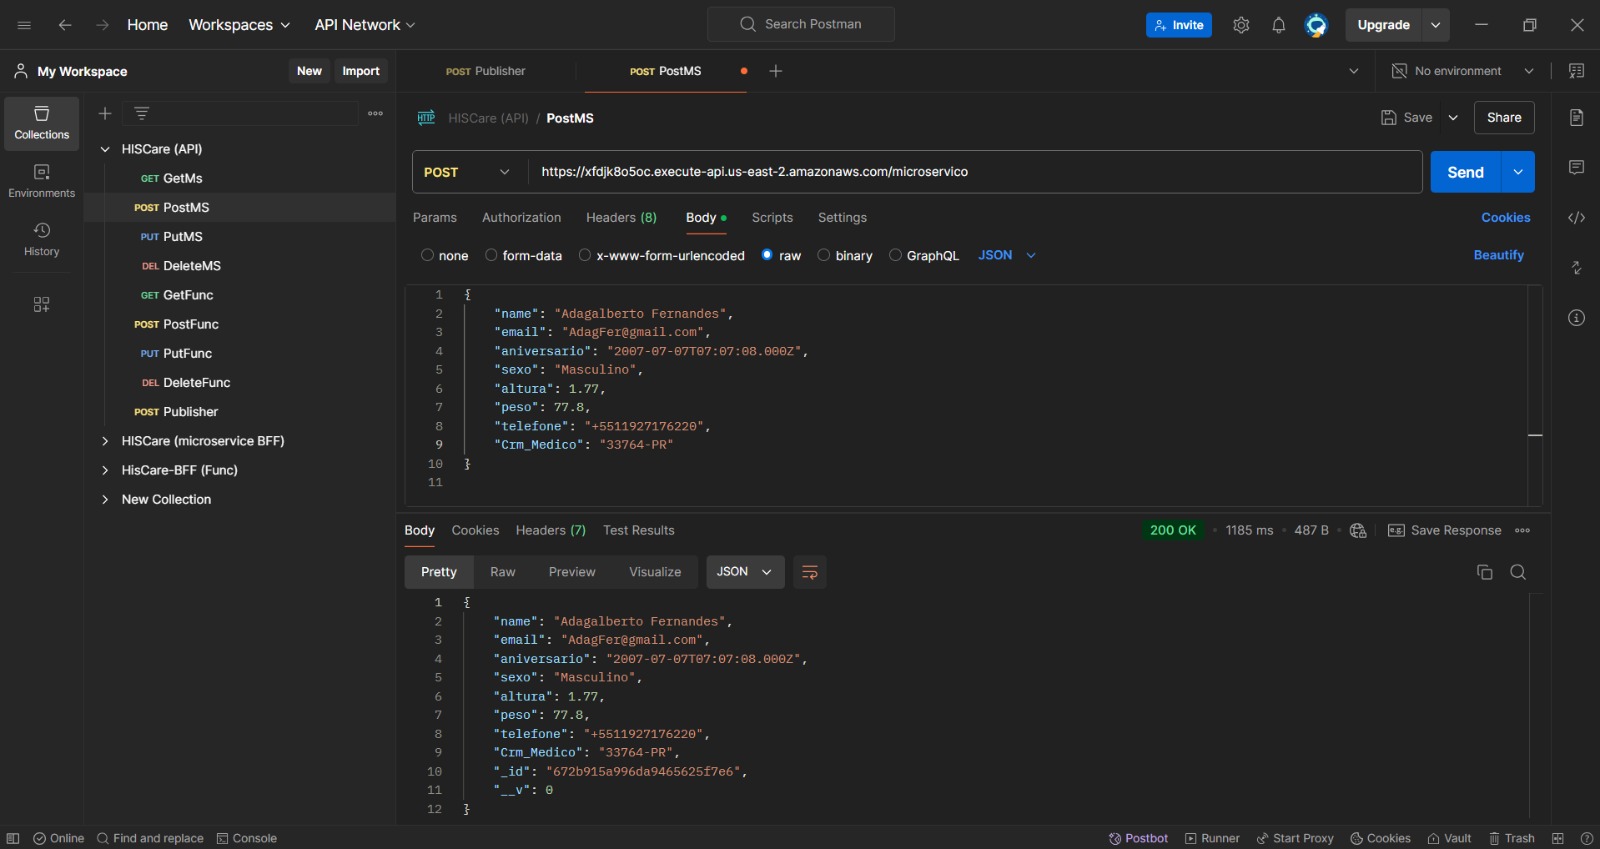 Home Workspaces API Network Search Postman Invite Upgrade
My Workspace New Import POST Publisher POST PostMS No environment
Collections
Environments
History
HISCare (API)
GET GetMs
POST PostMS
PUT PutMS
DEL DeleteMS
GET GetFunc
POST PostFunc
PUT PutFunc
DEL DeleteFunc
POST Publisher
HISCare (microservice BFF)
HisCare-BFF (Func)
New Collection
HTTP HISCare (API) / PostMS Save Share
POST https://xfdjk8o5oc.execute-api.us-east-2.amazonaws.com/microservico Send
Params Authorization Headers (8) Body Scripts Settings Cookies
none form-data x-www-form-urlencoded raw binary GraphQL JSON Beautify
1 {
2 "name": "Adagalberto Fernandes",
3 "email": "AdagFer@gmail.com",
4 "aniversario": "2007-07-07T07:07:08.000Z",
5 "sexo": "Masculino",
6 "altura": 1.77,
7 "peso": 77.8,
8 "telefone": "+5511927176220",
9 "Crm_Medico": "33764-PR"
10 }
11
Body Cookies Headers (7) Test Results 200 OK 1185 ms 487 B Save Response
Pretty Raw Preview Visualize JSON
1 {
2 "name": "Adagalberto Fernandes",
3 "email": "AdagFer@gmail.com",
4 "aniversario": "2007-07-07T07:07:08.000Z",
5 "sexo": "Masculino",
6 "altura": 1.77,
7 "peso": 77.8,
8 "telefone": "+5511927176220",
9 "Crm_Medico": "33764-PR",
10 "_id": "672b915a996da9465625f7e6",
11 "__v": 0
12 }
Online Find and replace Console Postbot Runner Start Proxy Cookies Vault Trash